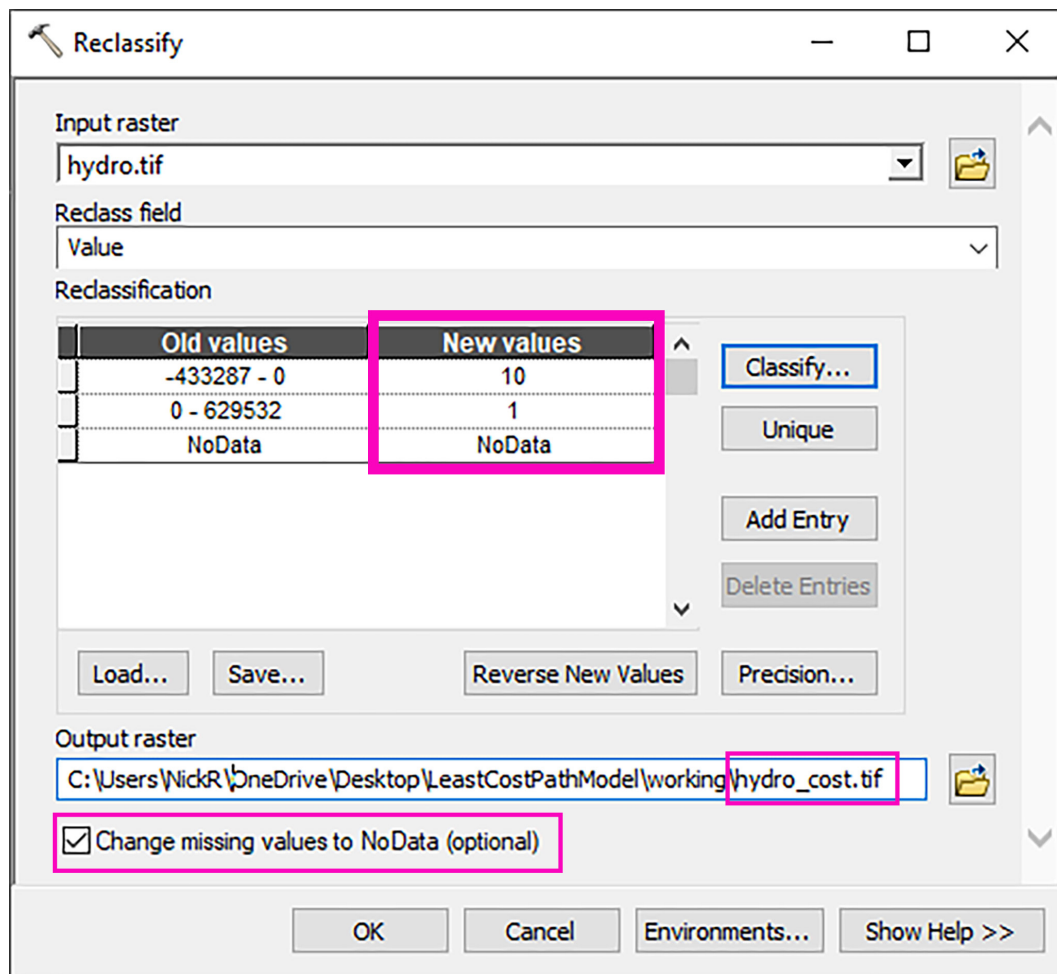 Reclassify
Input raster
hydro.tif
Reclass field
Value
Reclassification
Old values New values
-433287 - 0 10
0 - 629532 1
NoData NoData
Classify...
Unique
Add Entry
Delete Entries
Load... Save... Reverse New Values Precision...
Output raster
C:\Users\NickR\OneDrive\Desktop\LeastCostPathModel\working\hydro_cost.tif
Change missing values to NoData (optional)
OK Cancel Environments... Show Help >>